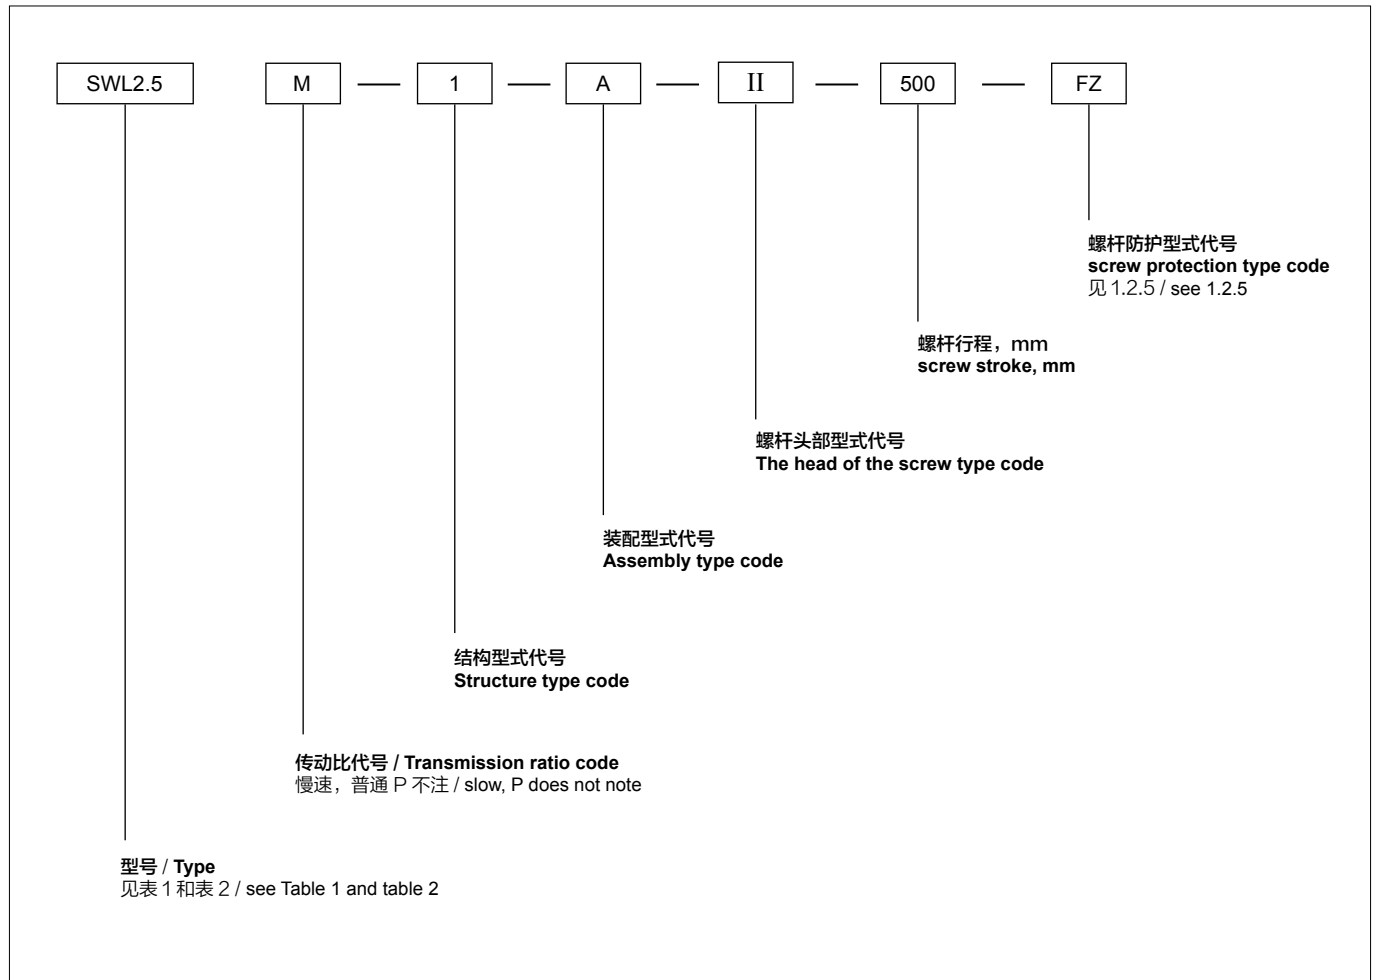 SWL2.5 M — 1 — A — II — 500 — FZ
螺杆防护型式代号
screw protection type code
见 1.2.5 / see 1.2.5
螺杆行程，mm
screw stroke, mm
螺杆头部型式代号
The head of the screw type code
装配型式代号
Assembly type code
结构型式代号
Structure type code
传动比代号 / Transmission ratio code
慢速，普通 P 不注 / slow, P does not note
型号 / Type
见表 1 和表 2 / see Table 1 and table 2